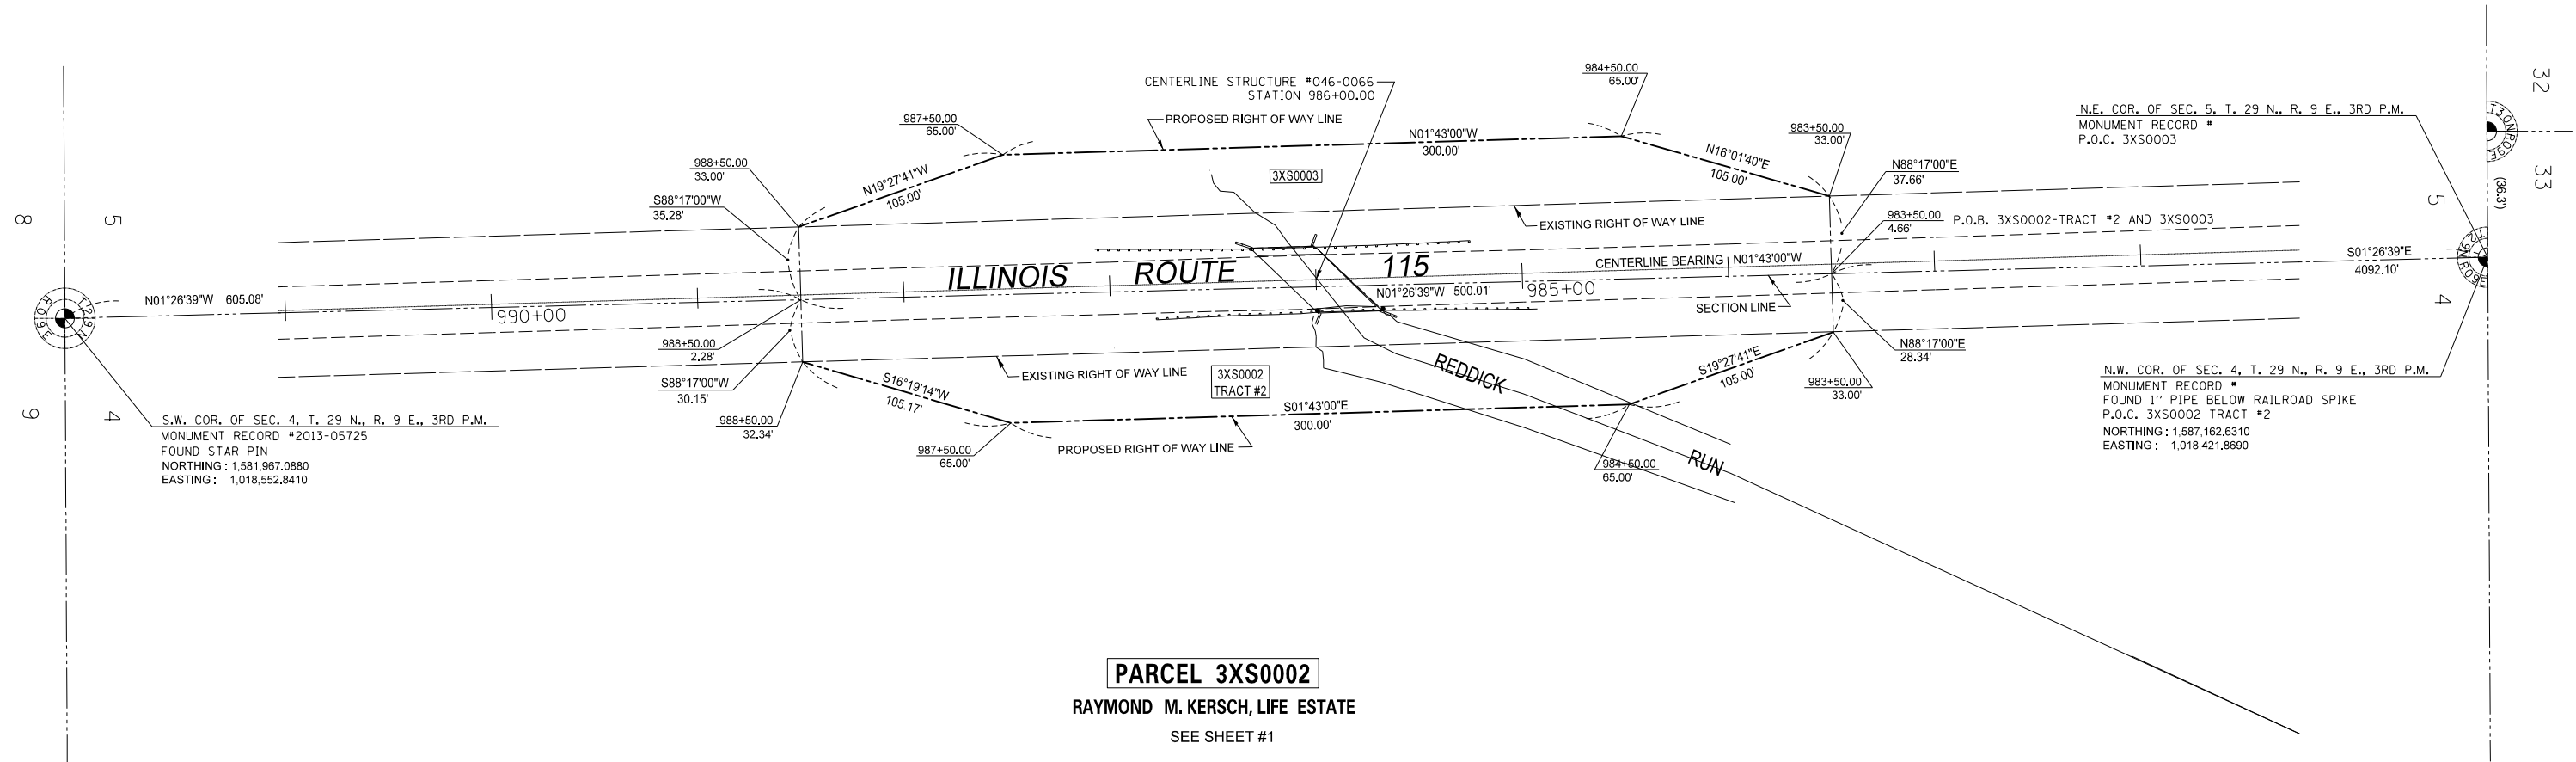 CENTERLINE STRUCTURE #046-0066
STATION 986+00.00
984+50.00
65.00'
32
33
N.E. COR. OF SEC. 5, T. 29 N., R. 9 E., 3RD P.M.
MONUMENT RECORD #
P.O.C. 3XS0003
T30NR09E
987+50.00
65.00'
PROPOSED RIGHT OF WAY LINE
N01°43'00"W
300.00'
983+50.00
33.00'
988+50.00
33.00'
N19°27'41"W
105.00'
3XS0003
N16°01'40"E
105.00'
N88°17'00"E
37.66'
(36.3')
8
5
S88°17'00"W
35.28'
EXISTING RIGHT OF WAY LINE
983+50.00
4.66'
P.O.B. 3XS0002-TRACT #2 AND 3XS0003
5
4
ILLINOIS ROUTE 115
CENTERLINE BEARING N01°43'00"W
S01°26'39"E
4092.10'
N01°26'39"W 605.08'
990+00
N01°26'39"W 500.01'
985+00
SECTION LINE
T29N
R09E
T29N
R09E
988+50.00
2.28'
N88°17'00"E
28.34'
S88°17'00"W
30.15'
EXISTING RIGHT OF WAY LINE
3XS0002
TRACT #2
REDDICK
RUN
S19°27'41"E
105.00'
983+50.00
33.00'
N.W. COR. OF SEC. 4, T. 29 N., R. 9 E., 3RD P.M.
MONUMENT RECORD #
FOUND 1" PIPE BELOW RAILROAD SPIKE
P.O.C. 3XS0002 TRACT #2
NORTHING: 1,587,162.6310
EASTING: 1,018,421.8690
9
4
S16°19'14"W
105.17'
S01°43'00"E
300.00'
988+50.00
32.34'
S.W. COR. OF SEC. 4, T. 29 N., R. 9 E., 3RD P.M.
MONUMENT RECORD #2013-05725
FOUND STAR PIN
NORTHING: 1,581,967.0880
EASTING: 1,018,552.8410
987+50.00
65.00'
PROPOSED RIGHT OF WAY LINE
984+50.00
65.00'
PARCEL 3XS0002
RAYMOND M. KERSCH, LIFE ESTATE
SEE SHEET #1